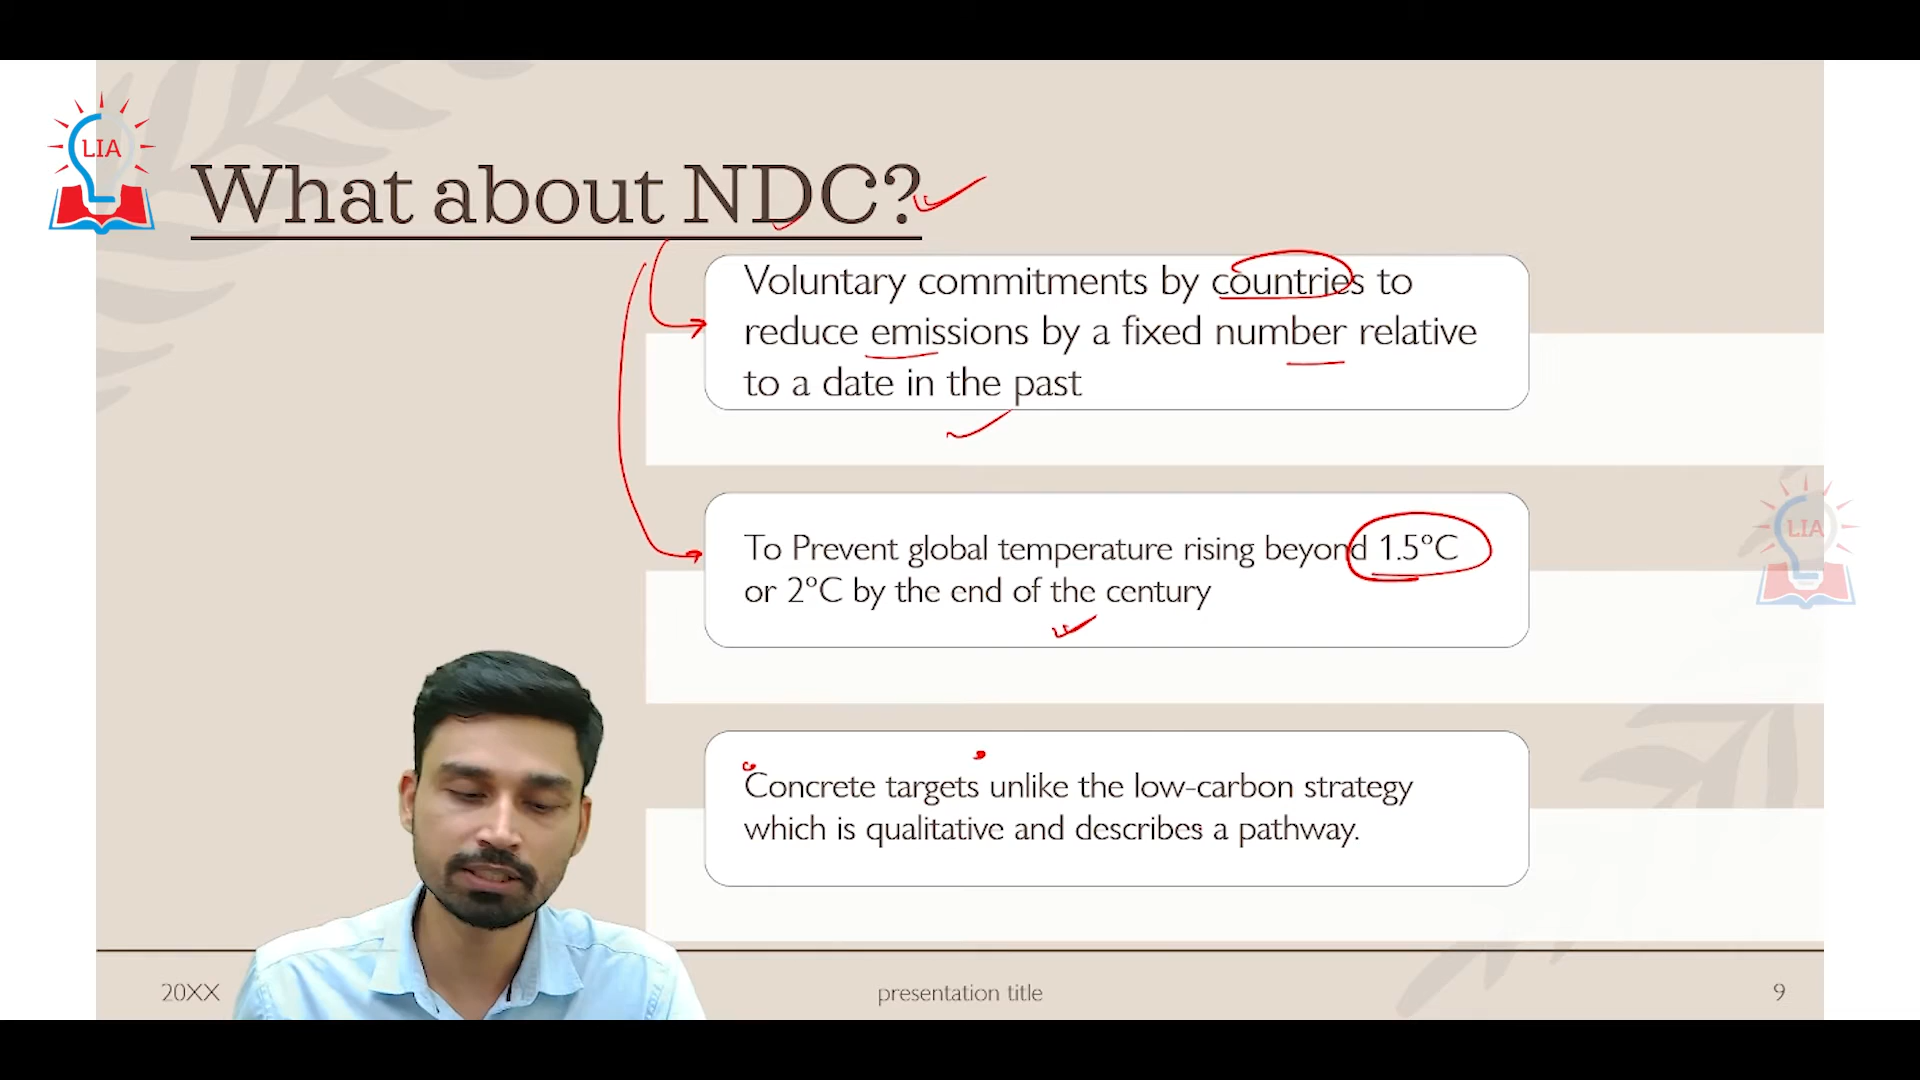 LIA
What about NDC?
Voluntary commitments by countries to
reduce emissions by a fixed number relative
to a date in the past
To Prevent global temperature rising beyond 1.5°C
or 2°C by the end of the century
LIA
Concrete targets unlike the low-carbon strategy
which is qualitative and describes a pathway.
20XX
presentation title
9